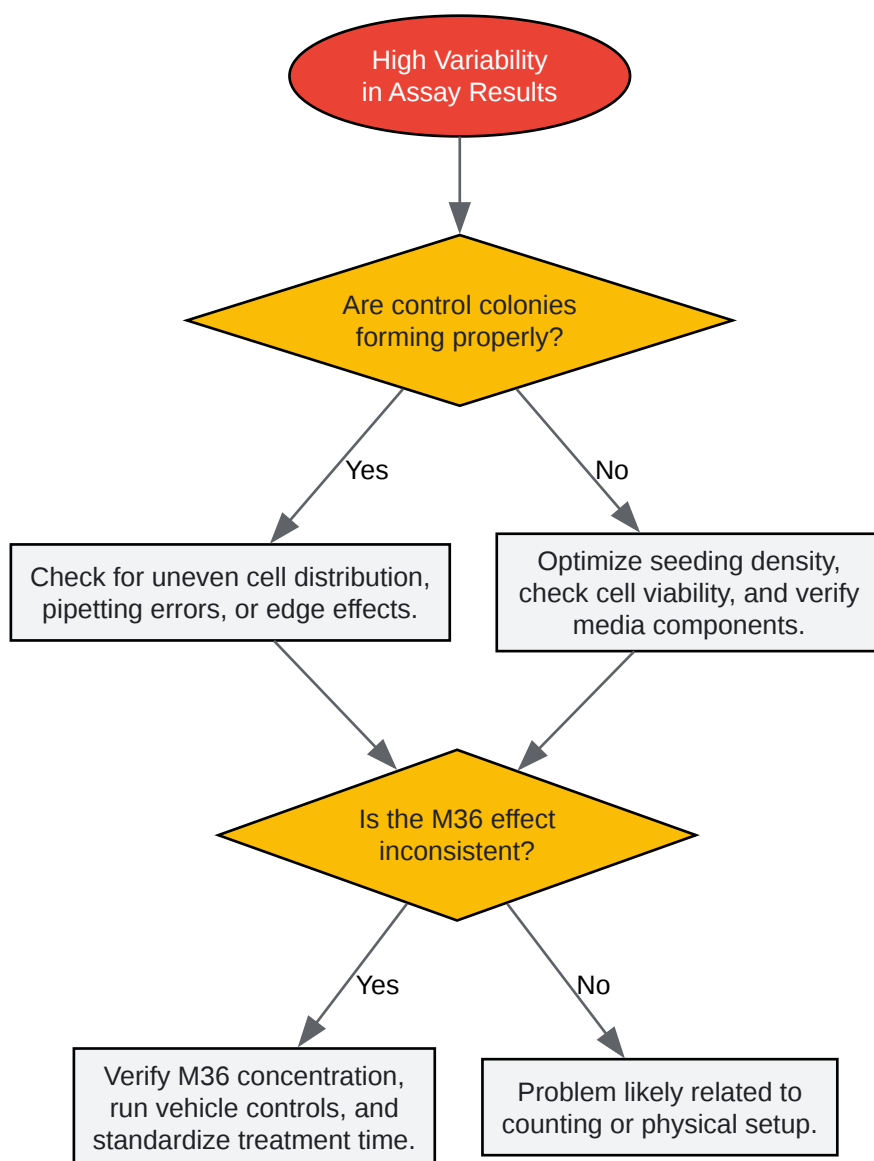 High Variability
in Assay Results
Are control colonies
forming properly?
Yes
No
Check for uneven cell distribution,
pipetting errors, or edge effects.
Optimize seeding density,
check cell viability, and verify
media components.
Is the M36 effect
inconsistent?
Yes
No
Verify M36 concentration,
run vehicle controls, and
standardize treatment time.
Problem likely related to
counting or physical setup.